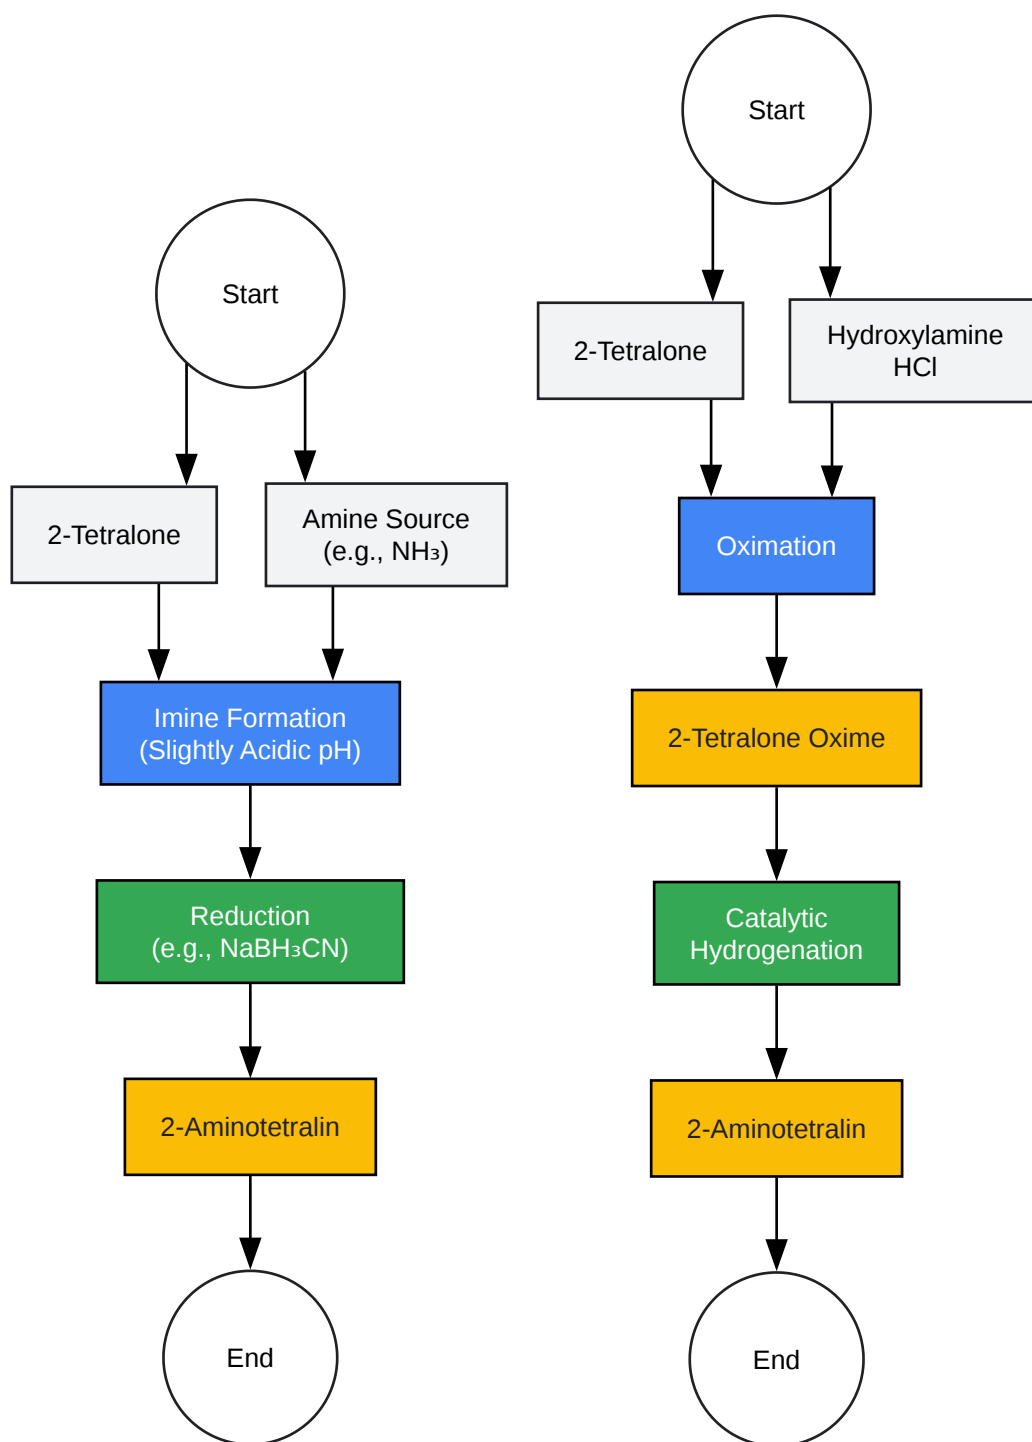 Start
2-Tetralone
Amine Source
(e.g., NH₃)
Imine Formation
(Slightly Acidic pH)
Reduction
(e.g., NaBH₃CN)
2-Aminotetralin
End
Start
2-Tetralone
Hydroxylamine
HCl
Oximation
2-Tetralone Oxime
Catalytic
Hydrogenation
2-Aminotetralin
End